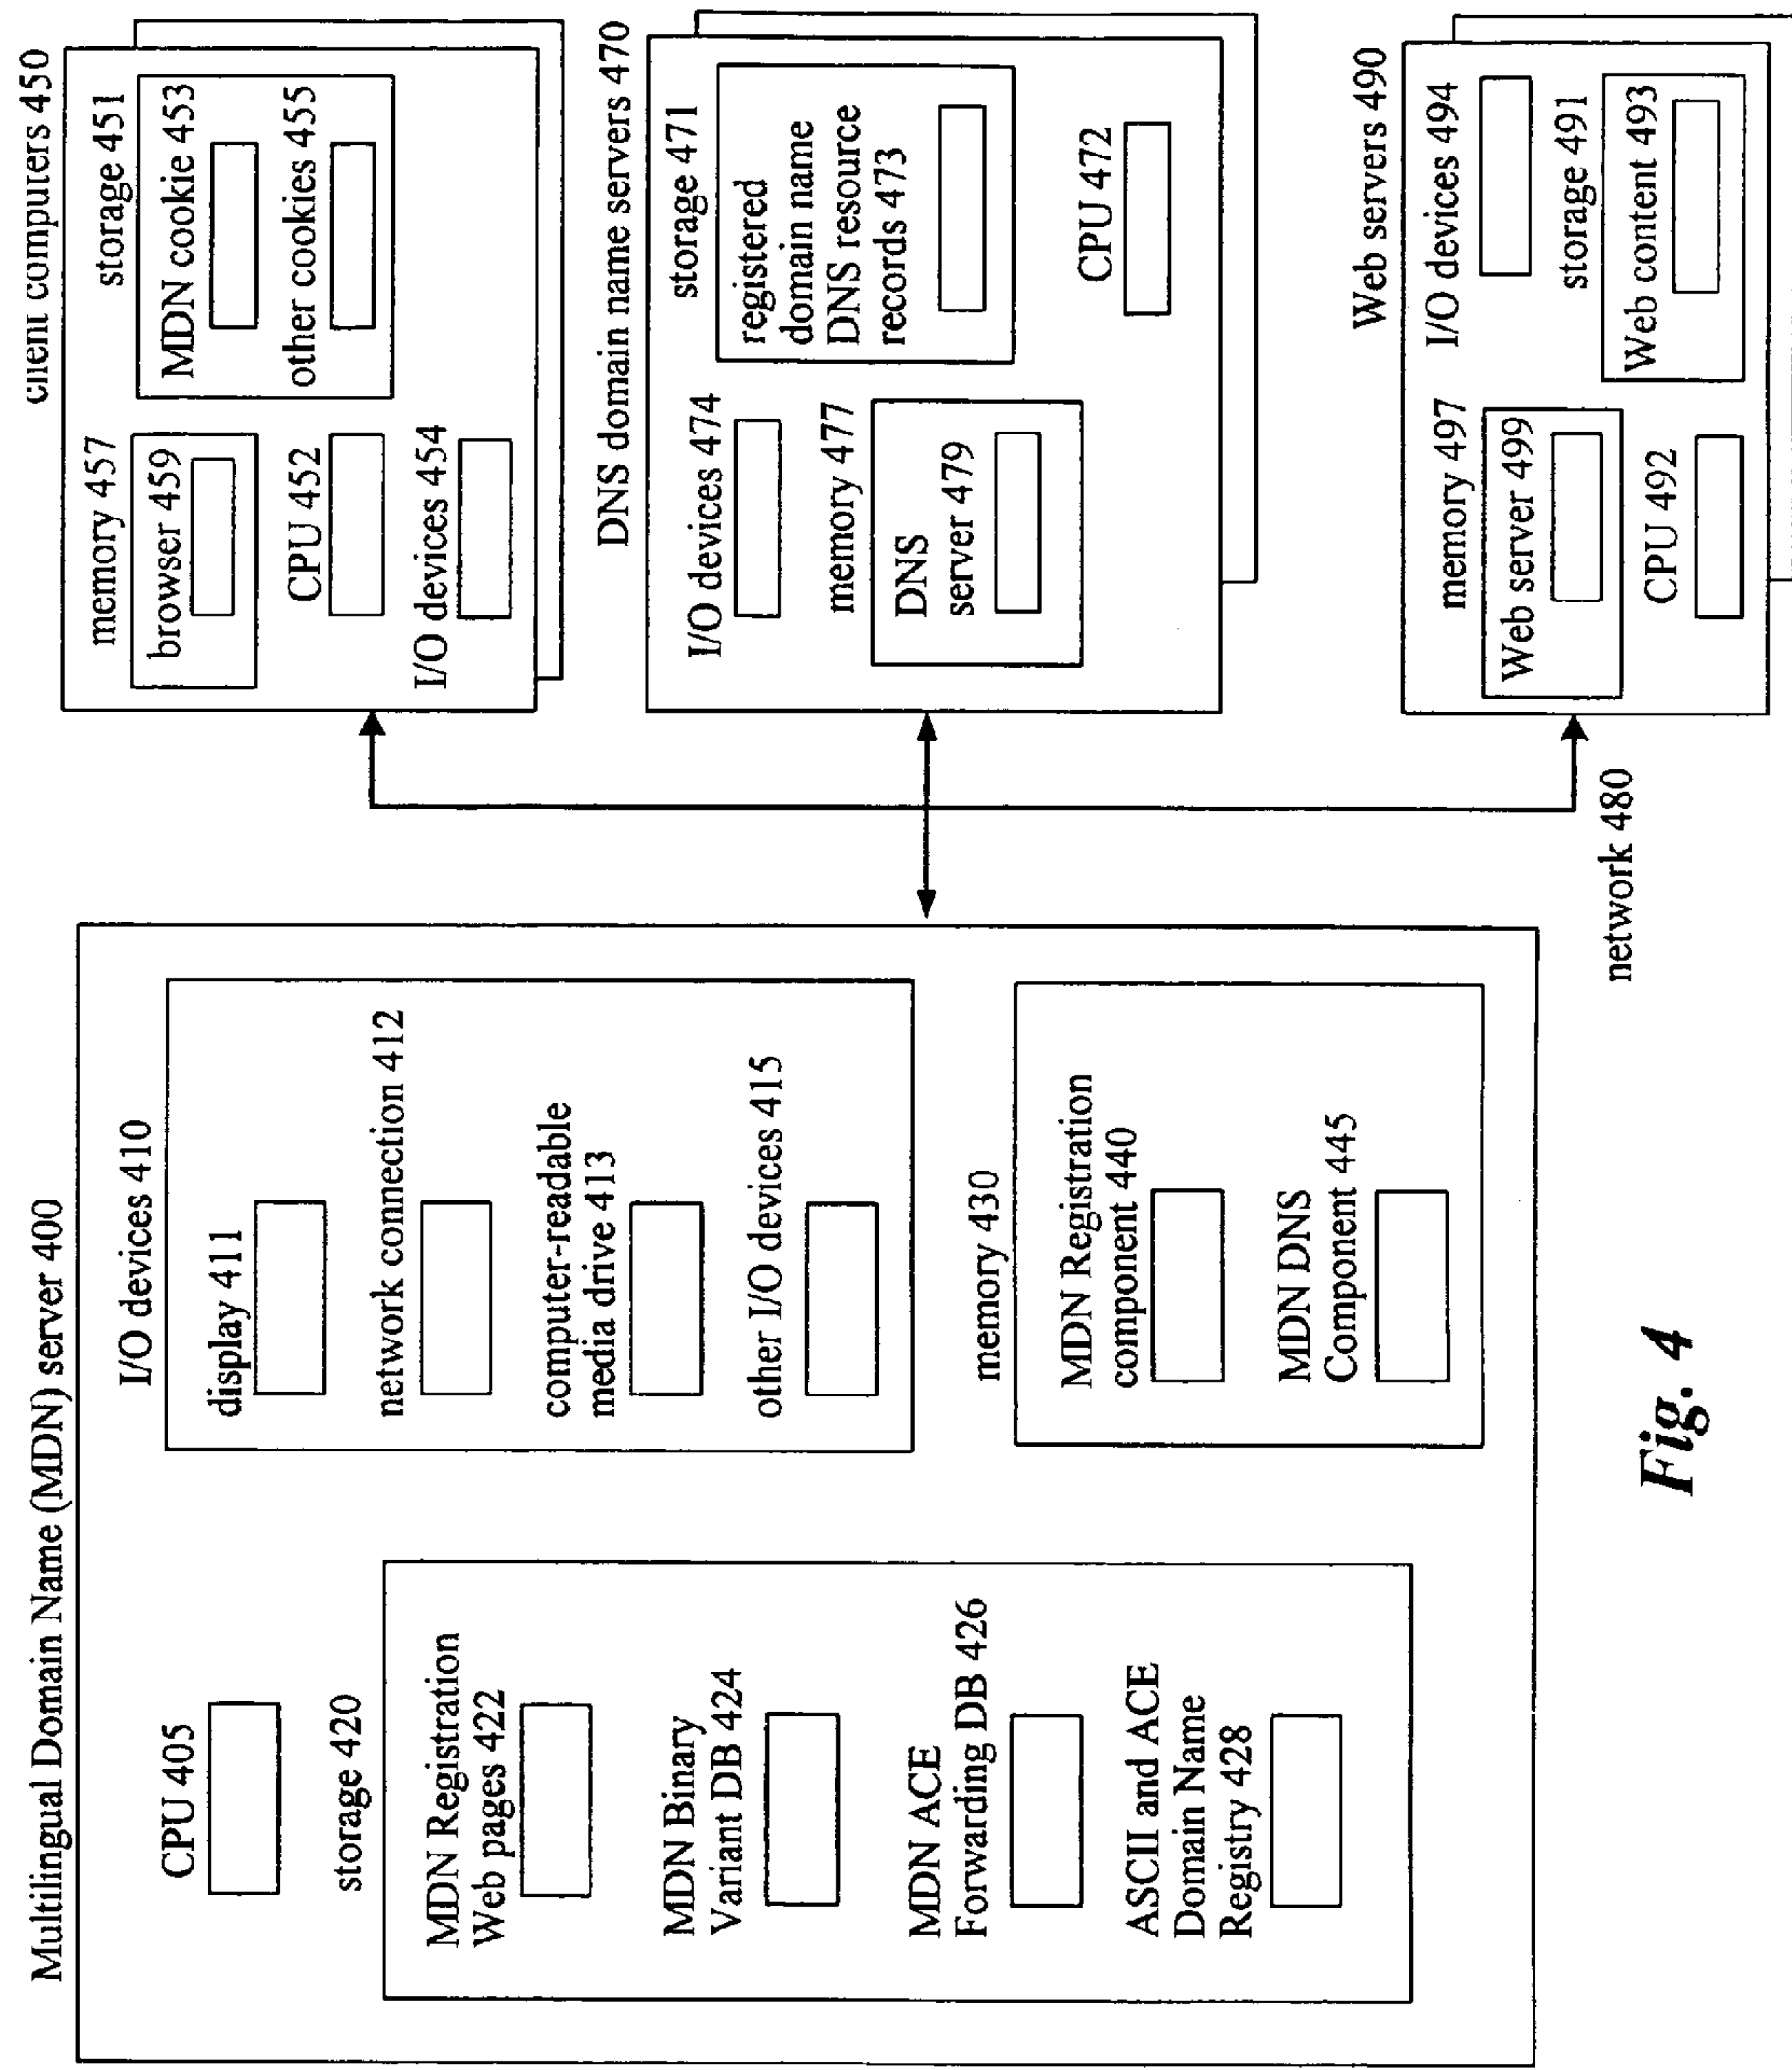 Multilingual Domain Name (MDN) server 400
CPU 405
storage 420
MDN Registration
Web pages 422
MDN Binary
Variant DB 424
MDN ACE
Forwarding DB 426
ASCII and ACE
Domain Name
Registry 428
I/O devices 410
display 411
network connection 412
computer-readable
media drive 413
other I/O devices 415
memory 430
MDN Registration
component 440
MDN DNS
Component 445
client computers 450
memory 457
browser 459
CPU 452
I/O devices 454
storage 451
MDN cookie 453
other cookies 455
DNS domain name servers 470
I/O devices 474
memory 477
DNS
server 479
storage 471
registered
domain name
DNS resource
records 473
CPU 472
Web servers 490
memory 497
Web server 499
CPU 492
I/O devices 494
storage 491
Web content 493
network 480
Fig. 4